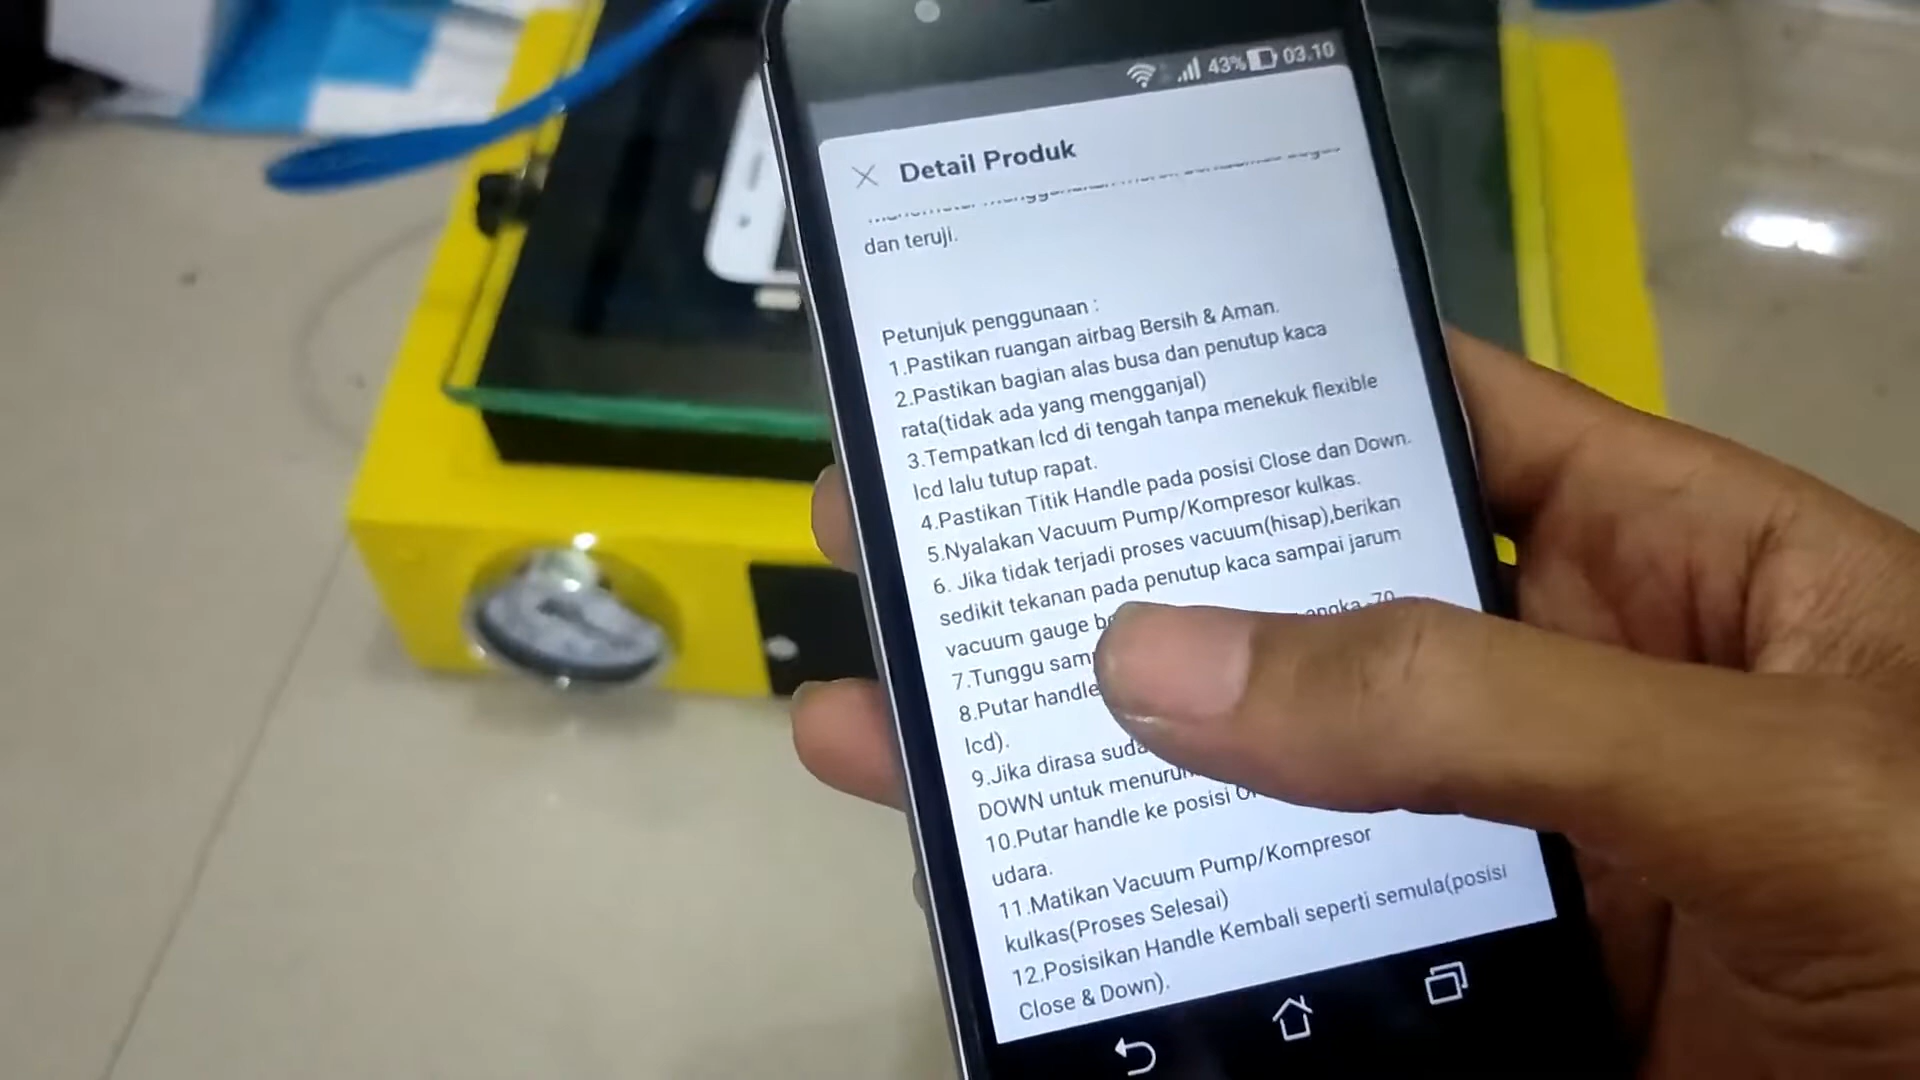 43% 03.10
Detail Produk
dan teruji.
Petunjuk penggunaan :
1.Pastikan ruangan airbag Bersih & Aman.
2.Pastikan bagian alas busa dan penutup kaca
rata(tidak ada yang mengganjal)
3.Tempatkan lcd di tengah tanpa menekuk flexible
lcd lalu tutup rapat.
4.Pastikan Titik Handle pada posisi Close dan Down.
5.Nyalakan Vacuum Pump/Kompresor kulkas.
6. Jika tidak terjadi proses vacuum(hisap),berikan
sedikit tekanan pada penutup kaca sampai jarum
vacuum gauge
7.Tunggu angka -70
8.Putar handle
lcd).
9.Jika dirasa
DOWN untuk
10.Putar handle ke posisi
udara.
11.Matikan Vacuum Pump/Kompresor
kulkas(Proses Selesai)
12.Posisikan Handle Kembali seperti semula(posisi
Close & Down).